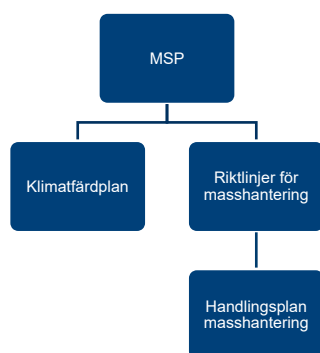 MSP
Klimatfärdplan
Riktlinjer för
masshantering
Handlingsplan
masshantering